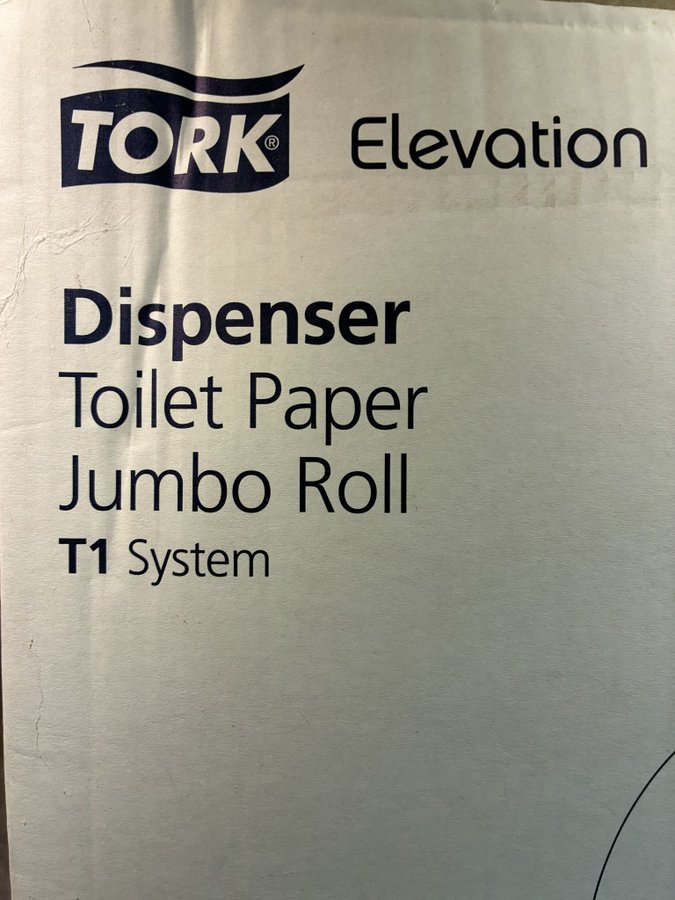 TORK® Elevation
Dispenser
Toilet Paper
Jumbo Roll
T1 System